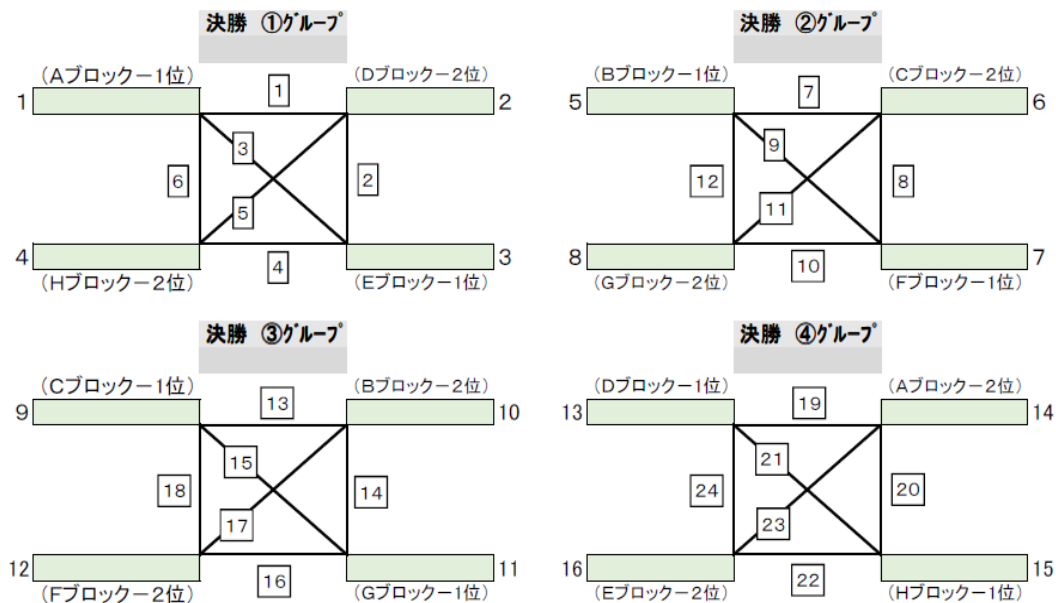 決勝 ①ｸﾞﾙｰﾌﾟ
決勝 ②ｸﾞﾙｰﾌﾟ
（Aブロックー1位）
（Dブロックー2位）
（Bブロックー1位）
（Cブロックー2位）
1
1
2
5
7
6
3
9
6
2
12
8
5
11
4
4
3
8
10
7
（Hブロックー2位）
（Eブロックー1位）
（Gブロックー2位）
（Fブロックー1位）
決勝 ③ｸﾞﾙｰﾌﾟ
決勝 ④ｸﾞﾙｰﾌﾟ
（Cブロックー1位）
（Bブロックー2位）
（Dブロックー1位）
（Aブロックー2位）
9
13
10
13
19
14
15
21
18
14
24
20
17
23
12
16
11
16
22
15
（Fブロックー2位）
（Gブロックー1位）
（Eブロックー2位）
（Hブロックー1位）